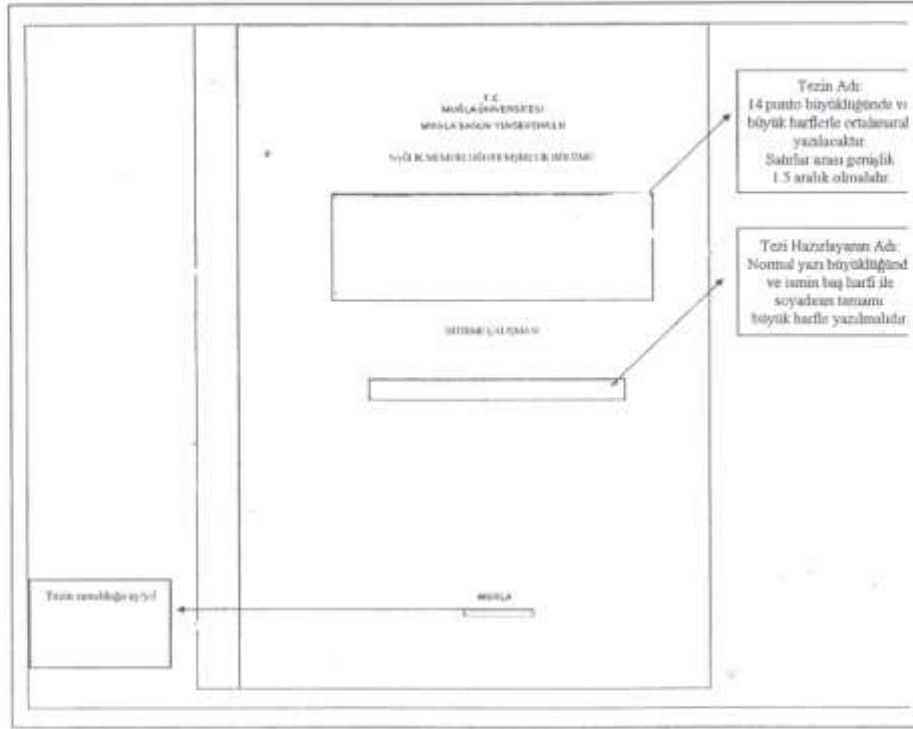 T.C.
MUĞLA ÜNİVERSİTESİ
MUĞLA SAĞLIK YÜKSEKOKULU
BİTİRME ÇALIŞMASI
MUĞLA
Tezin Adı:
14 punto büyüklüğünde ve
büyük harflerle ortalanarak
yazılacaktır
Satırlar arası genişlik
1.5 aralık olmalıdır.
Tezi Hazırlayanın Adı:
Normal yazı büyüklüğünd
ve ismin baş harfi ile
soyadının tamamı
büyük harfle yazılmalıdır
Tezin sunulduğu ay/yıl